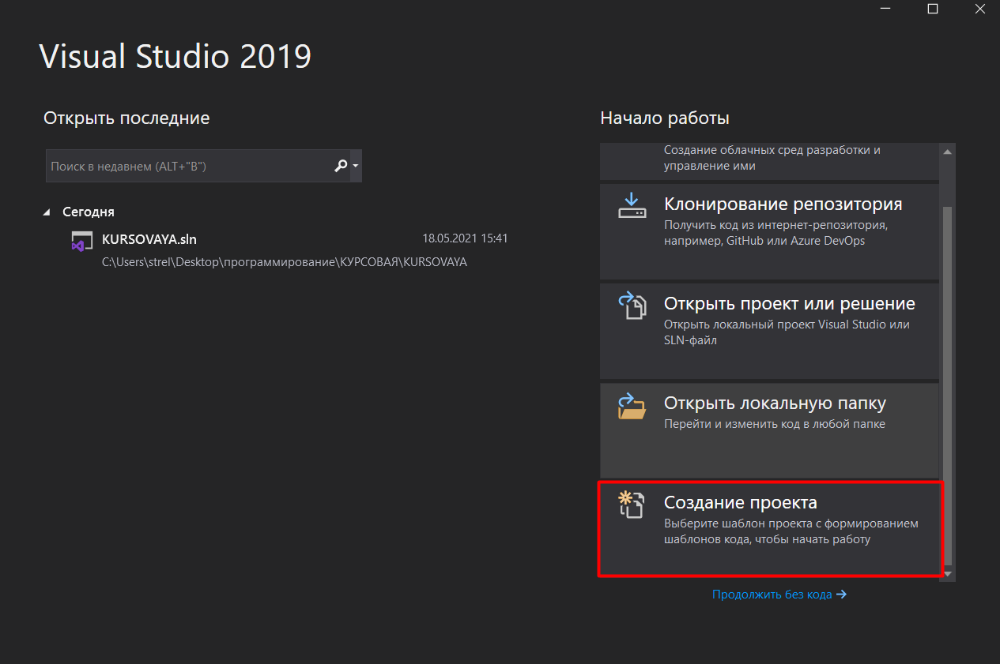 Visual Studio 2019
Открыть последние
Поиск в недавнем (ALT+"В")
Сегодня
KURSOVAYA.sln
18.05.2021 15:41
C:\Users\strel\Desktop\программирование\КУРСОВАЯ\KURSOVAYA
Начало работы
Создание облачных сред разработки и
управление ими
Клонирование репозитория
Получить код из интернет-репозитория,
например, GitHub или Azure DevOps
Открыть проект или решение
Открыть локальный проект Visual Studio или
SLN-файл
Открыть локальную папку
Перейти и изменить код в любой папке
Создание проекта
Выберите шаблон проекта с формированием
шаблонов кода, чтобы начать работу
Продолжить без кода